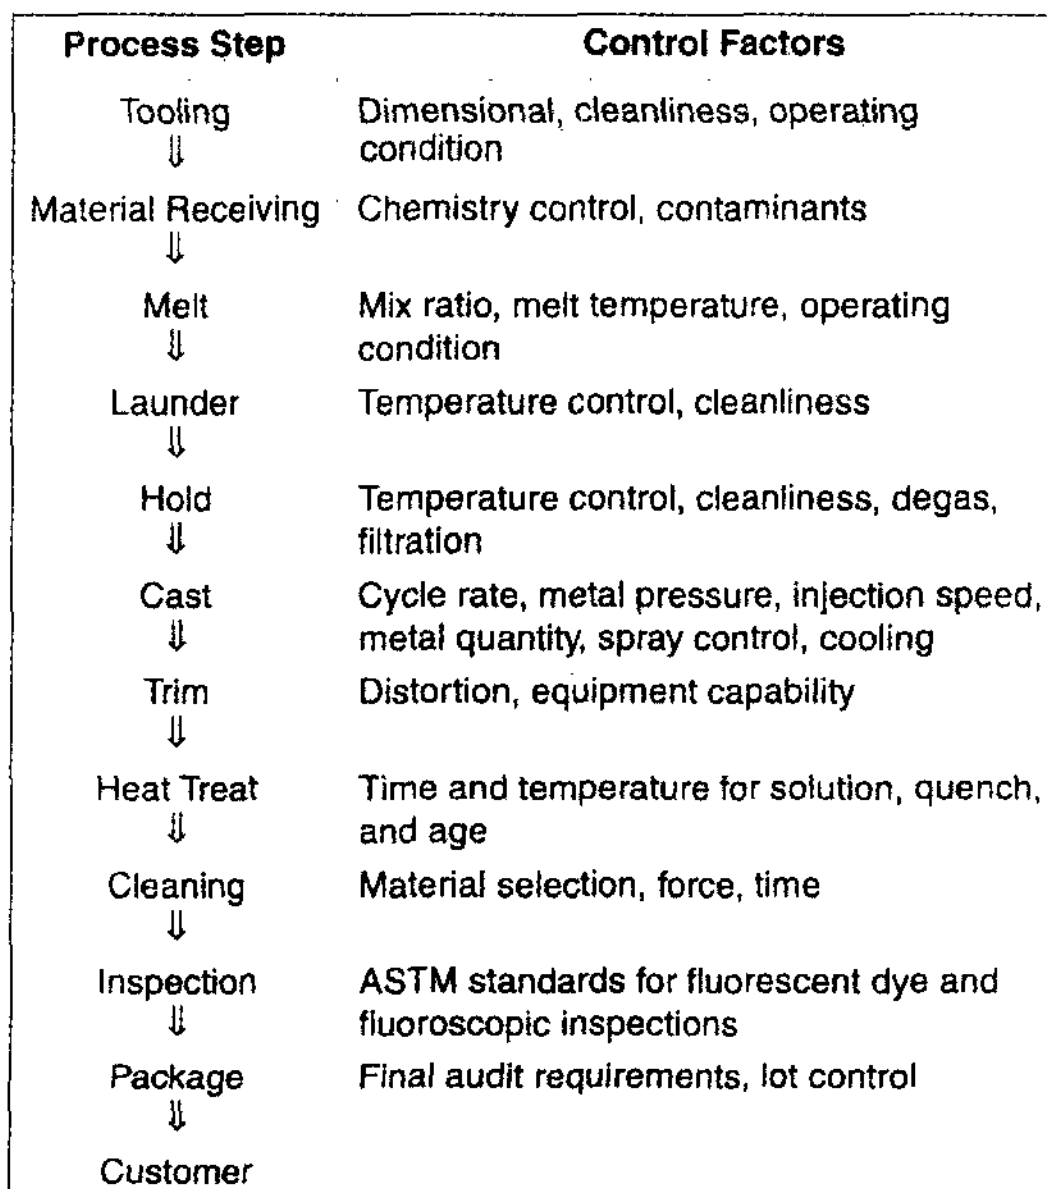 Process Step Control Factors
Tooling Dimensional, cleanliness, operating
⇓ condition
Material Receiving Chemistry control, contaminants
⇓
Melt Mix ratio, melt temperature, operating
⇓ condition
Launder Temperature control, cleanliness
⇓
Hold Temperature control, cleanliness, degas,
⇓ filtration
Cast Cycle rate, metal pressure, injection speed,
⇓ metal quantity, spray control, cooling
Trim Distortion, equipment capability
⇓
Heat Treat Time and temperature for solution, quench,
⇓ and age
Cleaning Material selection, force, time
⇓
Inspection ASTM standards for fluorescent dye and
⇓ fluoroscopic inspections
Package Final audit requirements, lot control
⇓
Customer